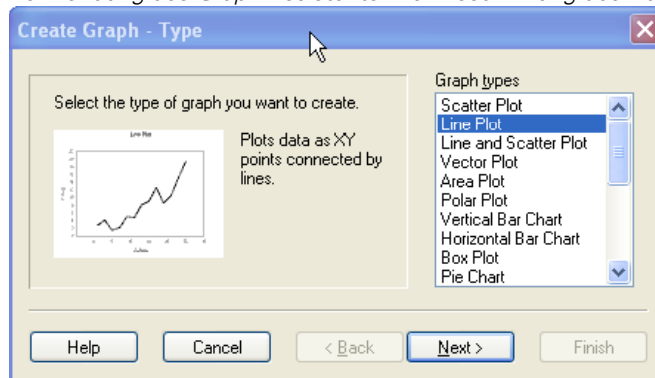 Create Graph - Type
Select the type of graph you want to create.
Line Plot
Plots data as XY
points connected by
lines.
Graph types
Scatter Plot
Line Plot
Line and Scatter Plot
Vector Plot
Area Plot
Polar Plot
Vertical Bar Chart
Horizontal Bar Chart
Box Plot
Pie Chart
Help
Cancel
< Back
Next >
Finish